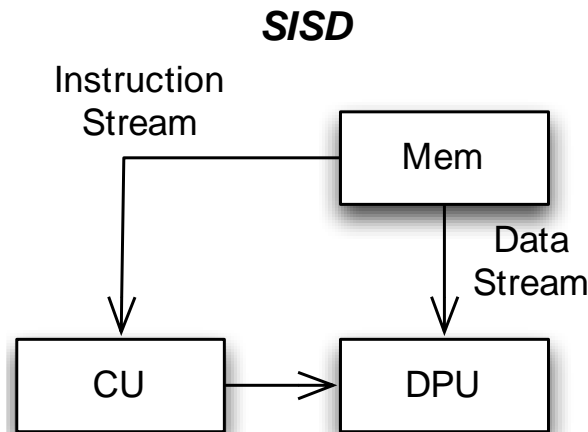 SISD
Instruction
Stream
Mem
Data
Stream
CU
DPU